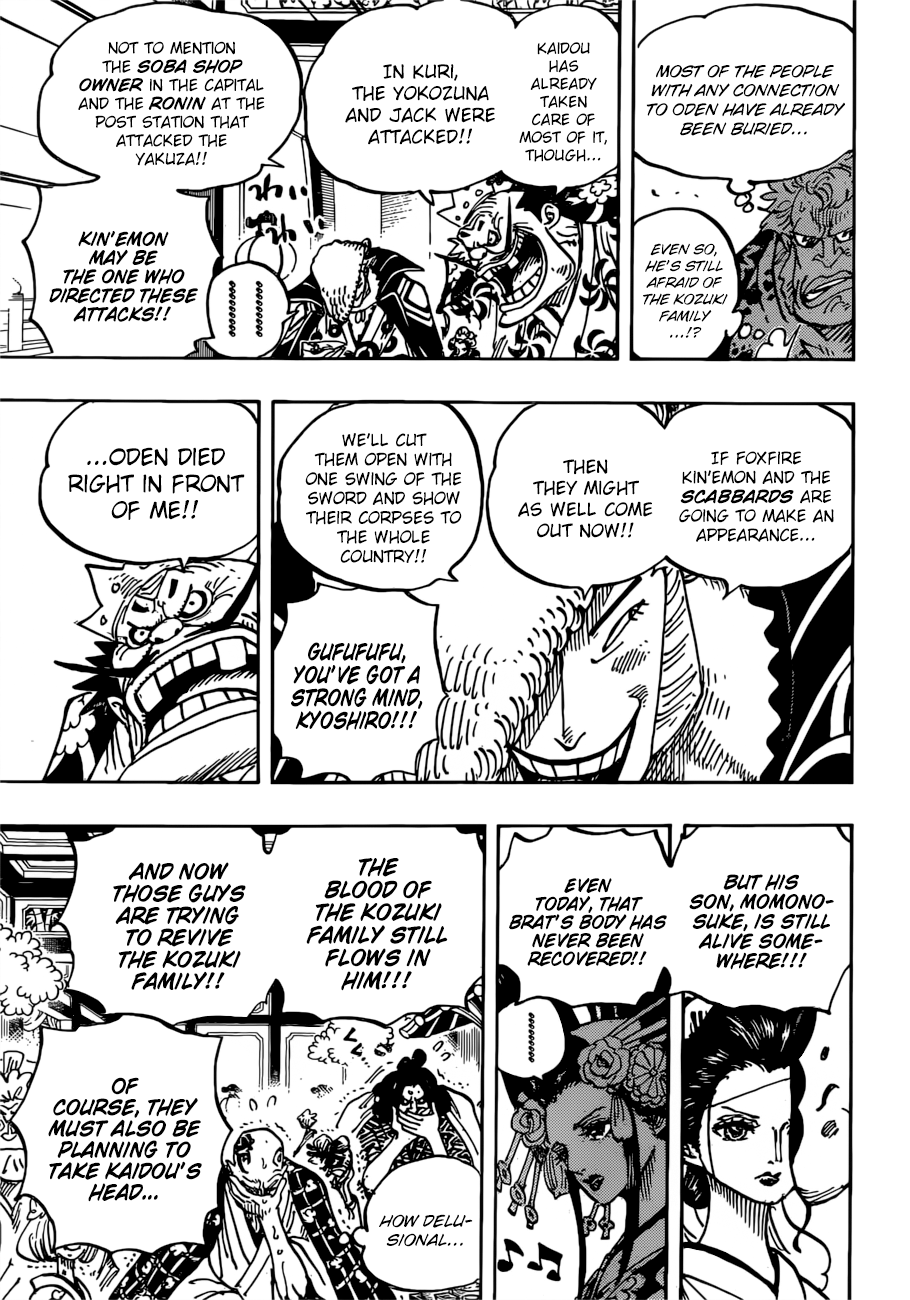 MOST OF THE PEOPLE
WITH ANY CONNECTION
TO ODEN HAVE ALREADY
BEEN BURIED...
EVEN SO,
HE'S STILL
AFRAID OF
THE KOZUKI
FAMILY
...!?
KAIDOU
HAS
ALREADY
TAKEN
CARE OF
MOST OF IT,
THOUGH...
IN KURI,
THE YOKOZUNA
AND JACK WERE
ATTACKED!!
NOT TO MENTION
THE SOBA SHOP
OWNER IN THE CAPITAL
AND THE RONIN AT THE
POST STATION THAT
ATTACKED THE
YAKUZA!!
KIN'EMON
MAY BE
THE ONE WHO
DIRECTED THESE
ATTACKS!!
わい
IF FOXFIRE
KIN'EMON AND THE
SCABBARDS ARE
GOING TO MAKE AN
APPEARANCE...
THEN
THEY MIGHT
AS WELL COME
OUT NOW!!
WE'LL CUT
THEM OPEN WITH
ONE SWING OF THE
SWORD AND SHOW
THEIR CORPSES TO
THE WHOLE
COUNTRY!!
GUFUFUFU,
YOU'VE GOT A
STRONG MIND,
KYOSHIRO!!!
...ODEN DIED
RIGHT IN FRONT
OF ME!!
BUT HIS
SON, MOMONO-
SUKE, IS STILL
ALIVE SOME-
WHERE!!!
EVEN
TODAY, THAT
BRAT'S BODY HAS
NEVER BEEN
RECOVERED!!
THE
BLOOD OF
THE KOZUKI
FAMILY STILL
FLOWS IN
HIM!!!
AND NOW
THOSE GUYS
ARE TRYING
TO REVIVE
THE KOZUKI
FAMILY!!
OF
COURSE, THEY
MUST ALSO BE
PLANNING TO
TAKE KAIDOU'S
HEAD...
HOW DELU-
SIONAL...